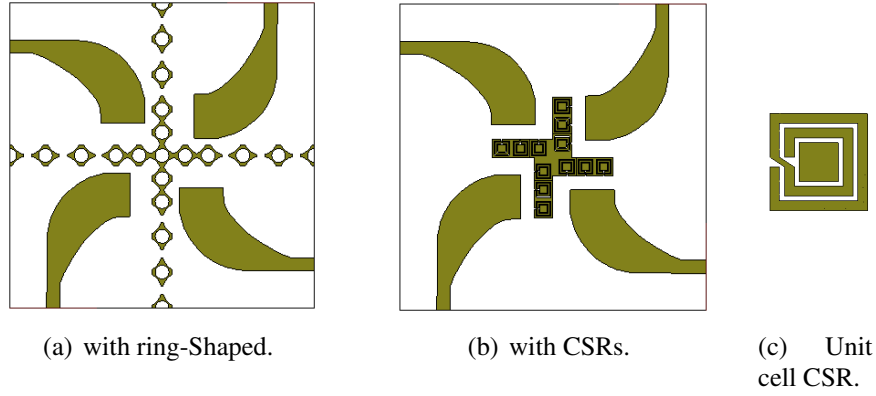 (a) with ring-Shaped.
(b) with CSRs.
(c) Unit
cell CSR.